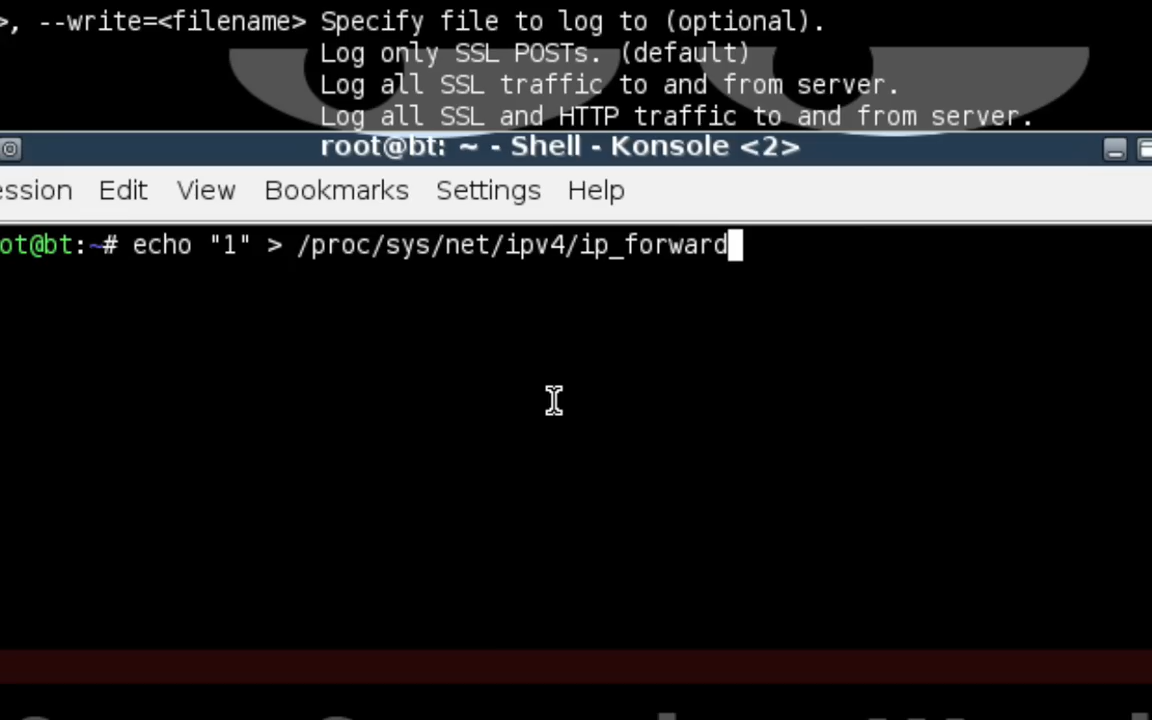 >, --write=<filename> Specify file to log to (optional).
Log only SSL POSTs. (default)
Log all SSL traffic to and from server.
Log all SSL and HTTP traffic to and from server.
root@bt: ~ - Shell - Konsole <2>
ession Edit View Bookmarks Settings Help
ot@bt:~# echo "1" > /proc/sys/net/ipv4/ip_forward